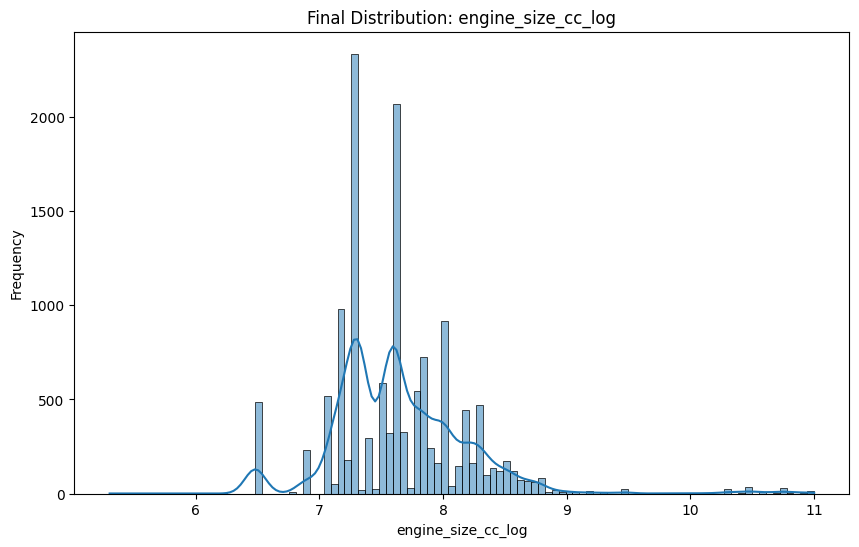 Final Distribution: engine_size_cc_log
Frequency
2000
1500
1000
500
0
6 7 8 9 10 11
engine_size_cc_log